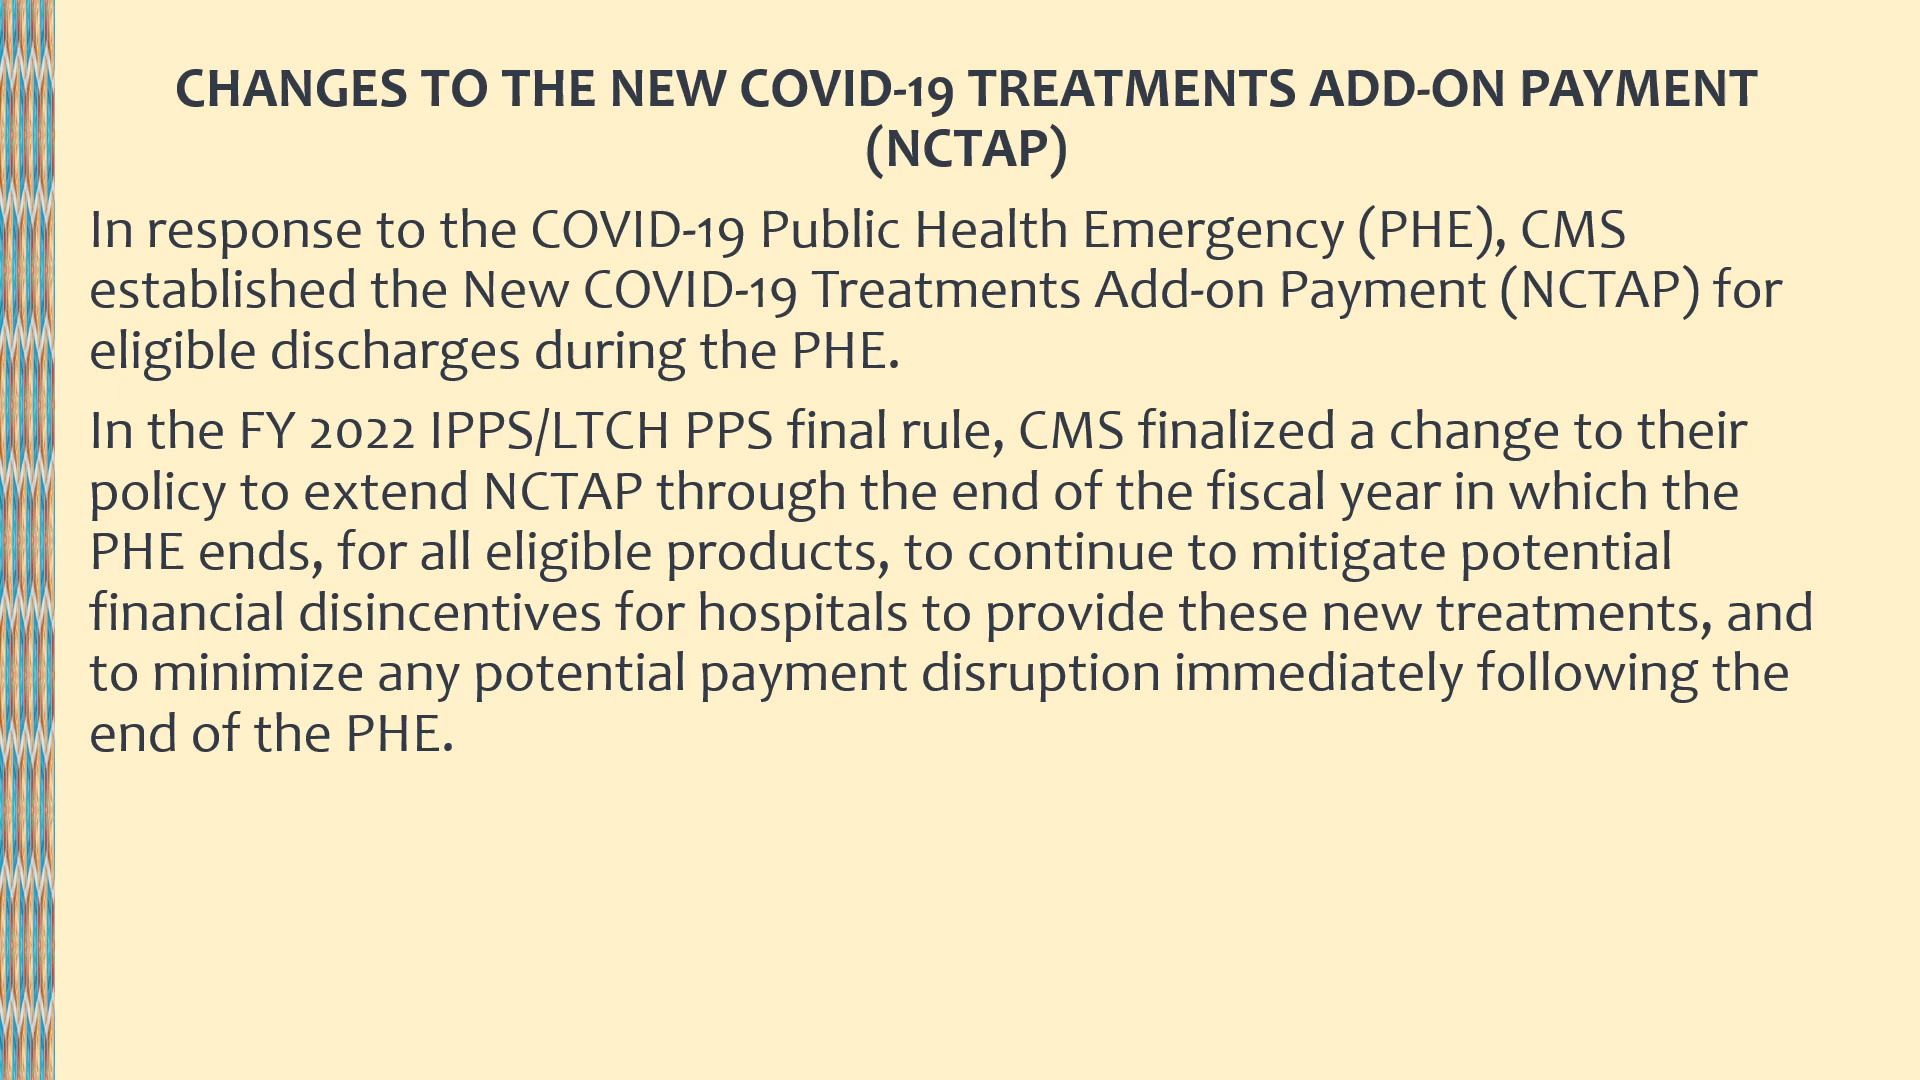 CHANGES TO THE NEW COVID-19 TREATMENTS ADD-ON PAYMENT
(NCTAP)
In response to the COVID-19 Public Health Emergency (PHE), CMS
established the New COVID-19 Treatments Add-on Payment (NCTAP) for
eligible discharges during the PHE.
In the FY 2022 IPPS/LTCH PPS final rule, CMS finalized a change to their
policy to extend NCTAP through the end of the fiscal year in which the
PHE ends, for all eligible products, to continue to mitigate potential
financial disincentives for hospitals to provide these new treatments, and
to minimize any potential payment disruption immediately following the
end of the PHE.